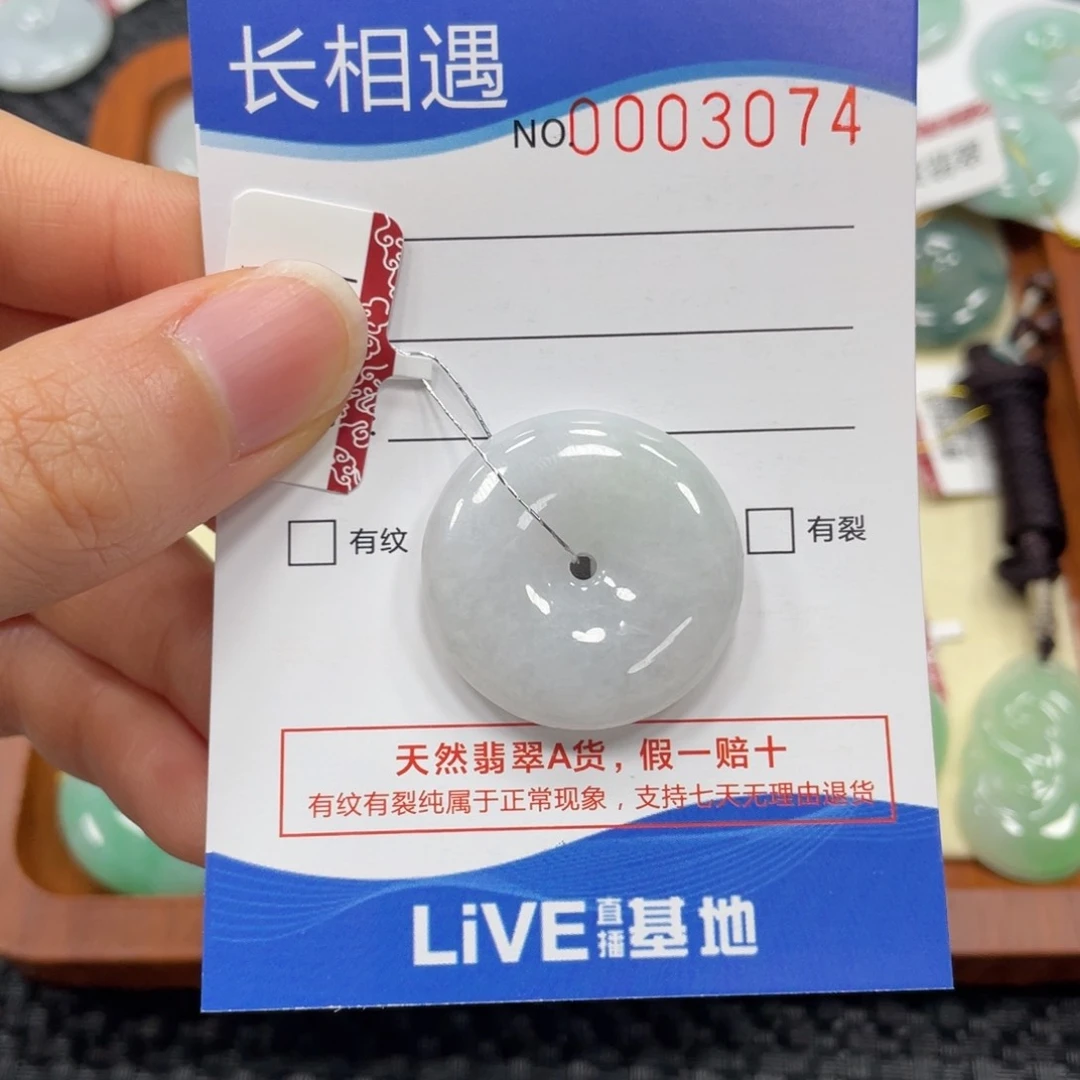 长相遇
NO.0003074
有纹
有裂
天然翡翠A货，假一赔十
有纹有裂纯属于正常现象，支持七天无理由退货
LiVE直播基地